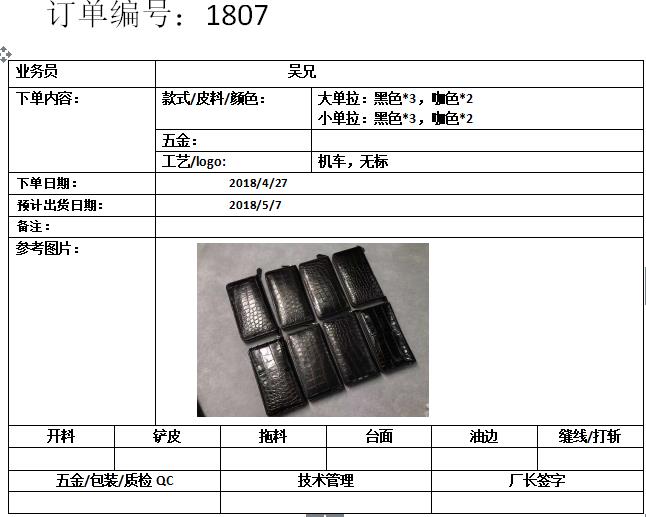 订单编号：1807
业务员 吴兄
下单内容： 款式/皮料/颜色： 大单拉：黑色*3，咖色*2
小单拉：黑色*3，咖色*2
五金：
工艺/logo: 机车，无标
下单日期： 2018/4/27
预计出货日期： 2018/5/7
备注：
参考图片：
开料 铲皮 拖料 台面 油边 缝线/打斩
五金/包装/质检 QC 技术管理 厂长签字